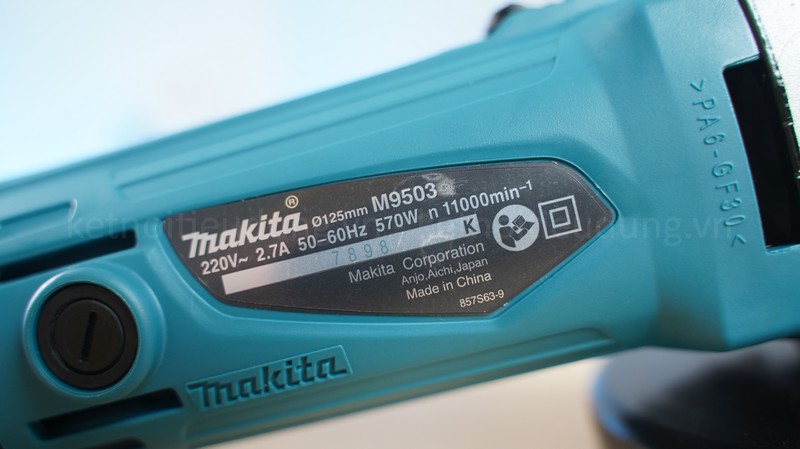 makita® Ø125mm M9503
220V~ 2.7A 50–60Hz 570W n 11000min⁻¹
7898 K
Makita Corporation
Anjo,Aichi,Japan
Made in China
857S63-9
makita
>PA6-GF30<